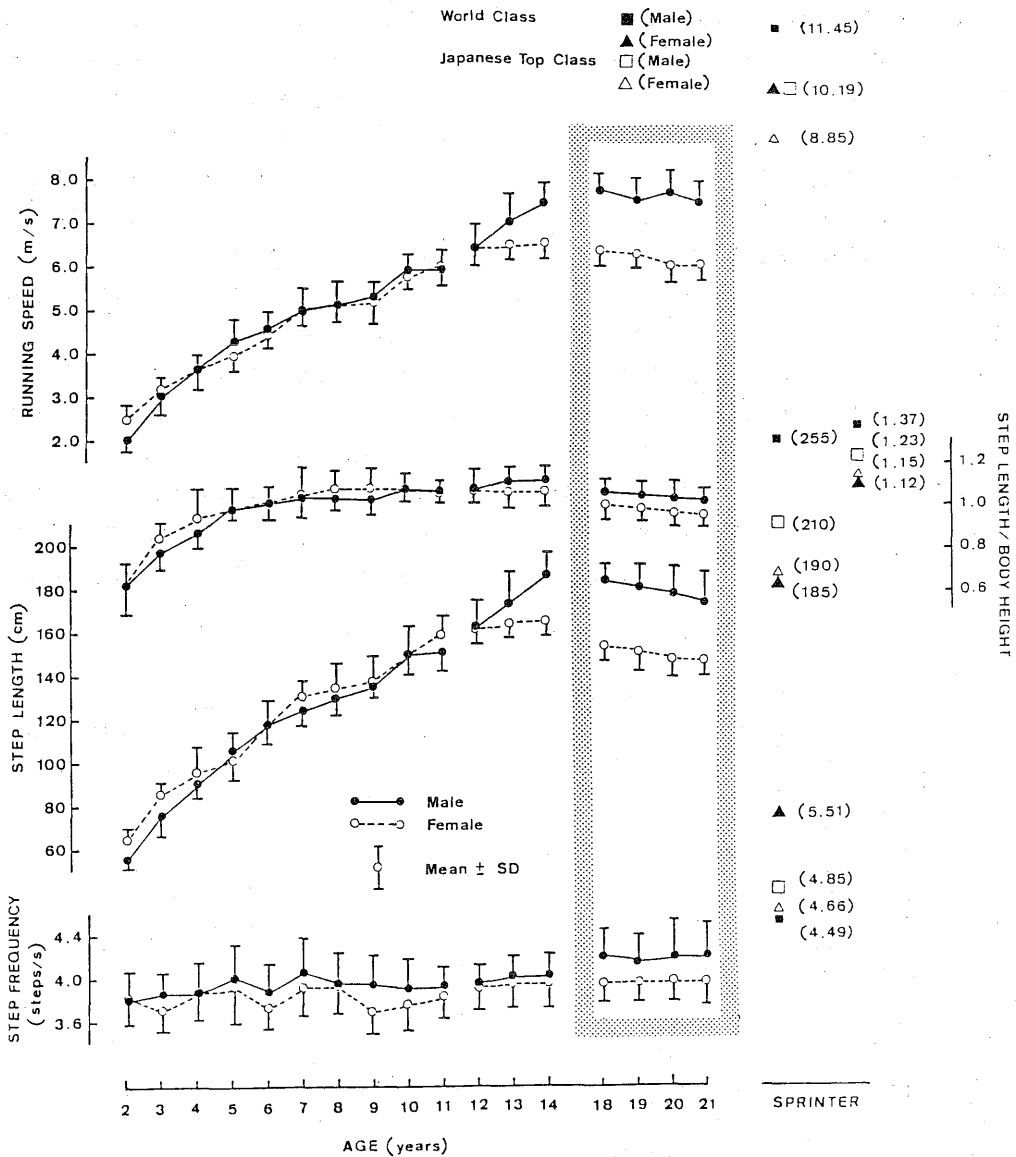 World Class ■ (Male)
▲ (Female)
Japanese Top Class □ (Male)
△ (Female)
■ (11.45)
▲□ (10.19)
△ (8.85)
RUNNING SPEED (m/s)
8.0
7.0
6.0
5.0
4.0
3.0
2.0
■ (255)
□ (210)
△ (190)
▲ (185)
■ (1.37)
□ (1.23)
△ (1.15)
▲ (1.12)
STEP LENGTH / BODY HEIGHT
1.2
1.0
0.8
0.6
STEP LENGTH (cm)
200
180
160
140
120
100
80
60
Male
Female
Mean ± SD
▲ (5.51)
□ (4.85)
△ (4.66)
■ (4.49)
STEP FREQUENCY
(steps/s)
4.4
4.0
3.6
2 3 4 5 6 7 8 9 10 11 12 13 14 18 19 20 21
SPRINTER
AGE (years)